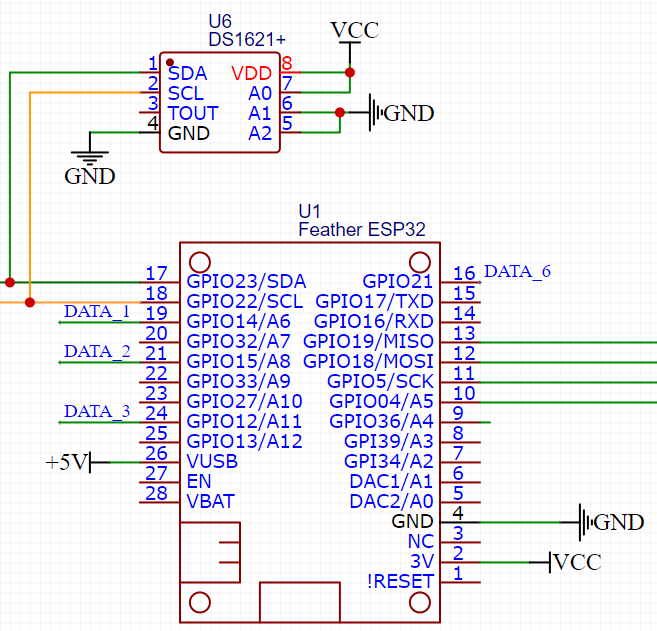 U6
DS1621+
VCC
1 SDA VDD 8
2 SCL A0 7
3 TOUT A1 6 GND
4 GND A2 5
GND
U1
Feather ESP32
17 GPIO23/SDA GPIO21 16 DATA_6
18 GPIO22/SCL GPIO17/TXD 15
DATA_1 19 GPIO14/A6 GPIO16/RXD 14
20 GPIO32/A7 GPIO19/MISO 13
DATA_2 21 GPIO15/A8 GPIO18/MOSI 12
22 GPIO33/A9 GPIO5/SCK 11
23 GPIO27/A10 GPIO04/A5 10
DATA_3 24 GPIO12/A11 GPIO36/A4 9
25 GPIO13/A12 GPI39/A3 8
+5V 26 VUSB GPI34/A2 7
27 EN DAC1/A1 6
28 VBAT DAC2/A0 5
GND 4 GND
NC 3
3V 2 VCC
!RESET 1